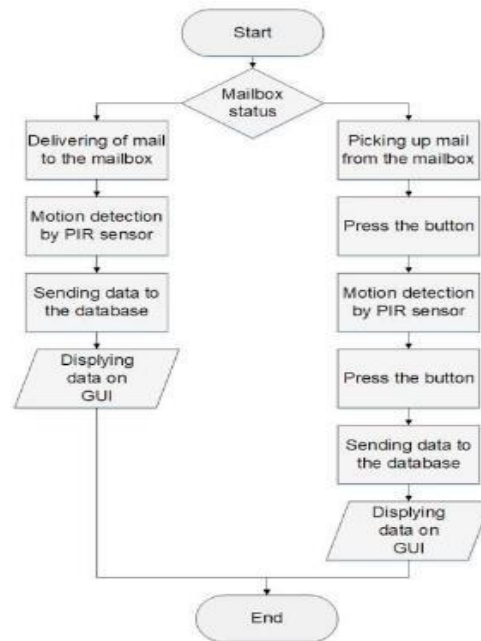 Start
Mailbox
status
Delivering of mail
to the mailbox
Motion detection
by PIR sensor
Sending data to
the database
Displying
data on
GUI
Picking up mail
from the mailbox
Press the button
Motion detection
by PIR sensor
Press the button
Sending data to
the database
Displying
data on
GUI
End